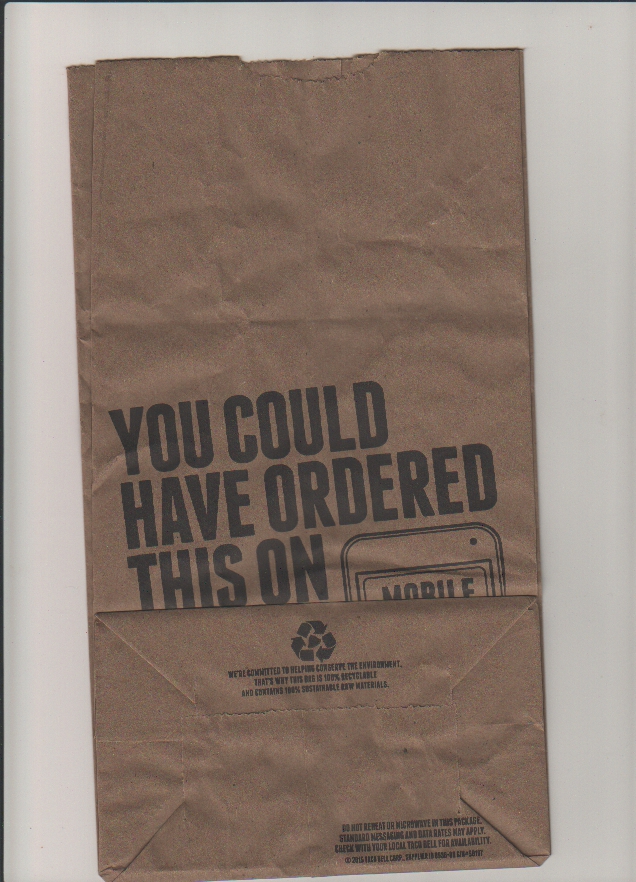 YOU COULD
HAVE ORDERED
THIS ON
MOBILE
WE'RE COMMITTED TO HELPING CONSERVE THE ENVIRONMENT.
THAT'S WHY THIS BAG IS 100% RECYCLABLE
AND CONTAINS 100% SUSTAINABLE RAW MATERIALS.
DO NOT REHEAT OR MICROWAVE IN THIS PACKAGE.
STANDARD MESSAGING AND DATA RATES MAY APPLY.
CHECK WITH YOUR LOCAL TACO BELL FOR AVAILABILITY.
TACO BELL CORP., SUPPLIER ID